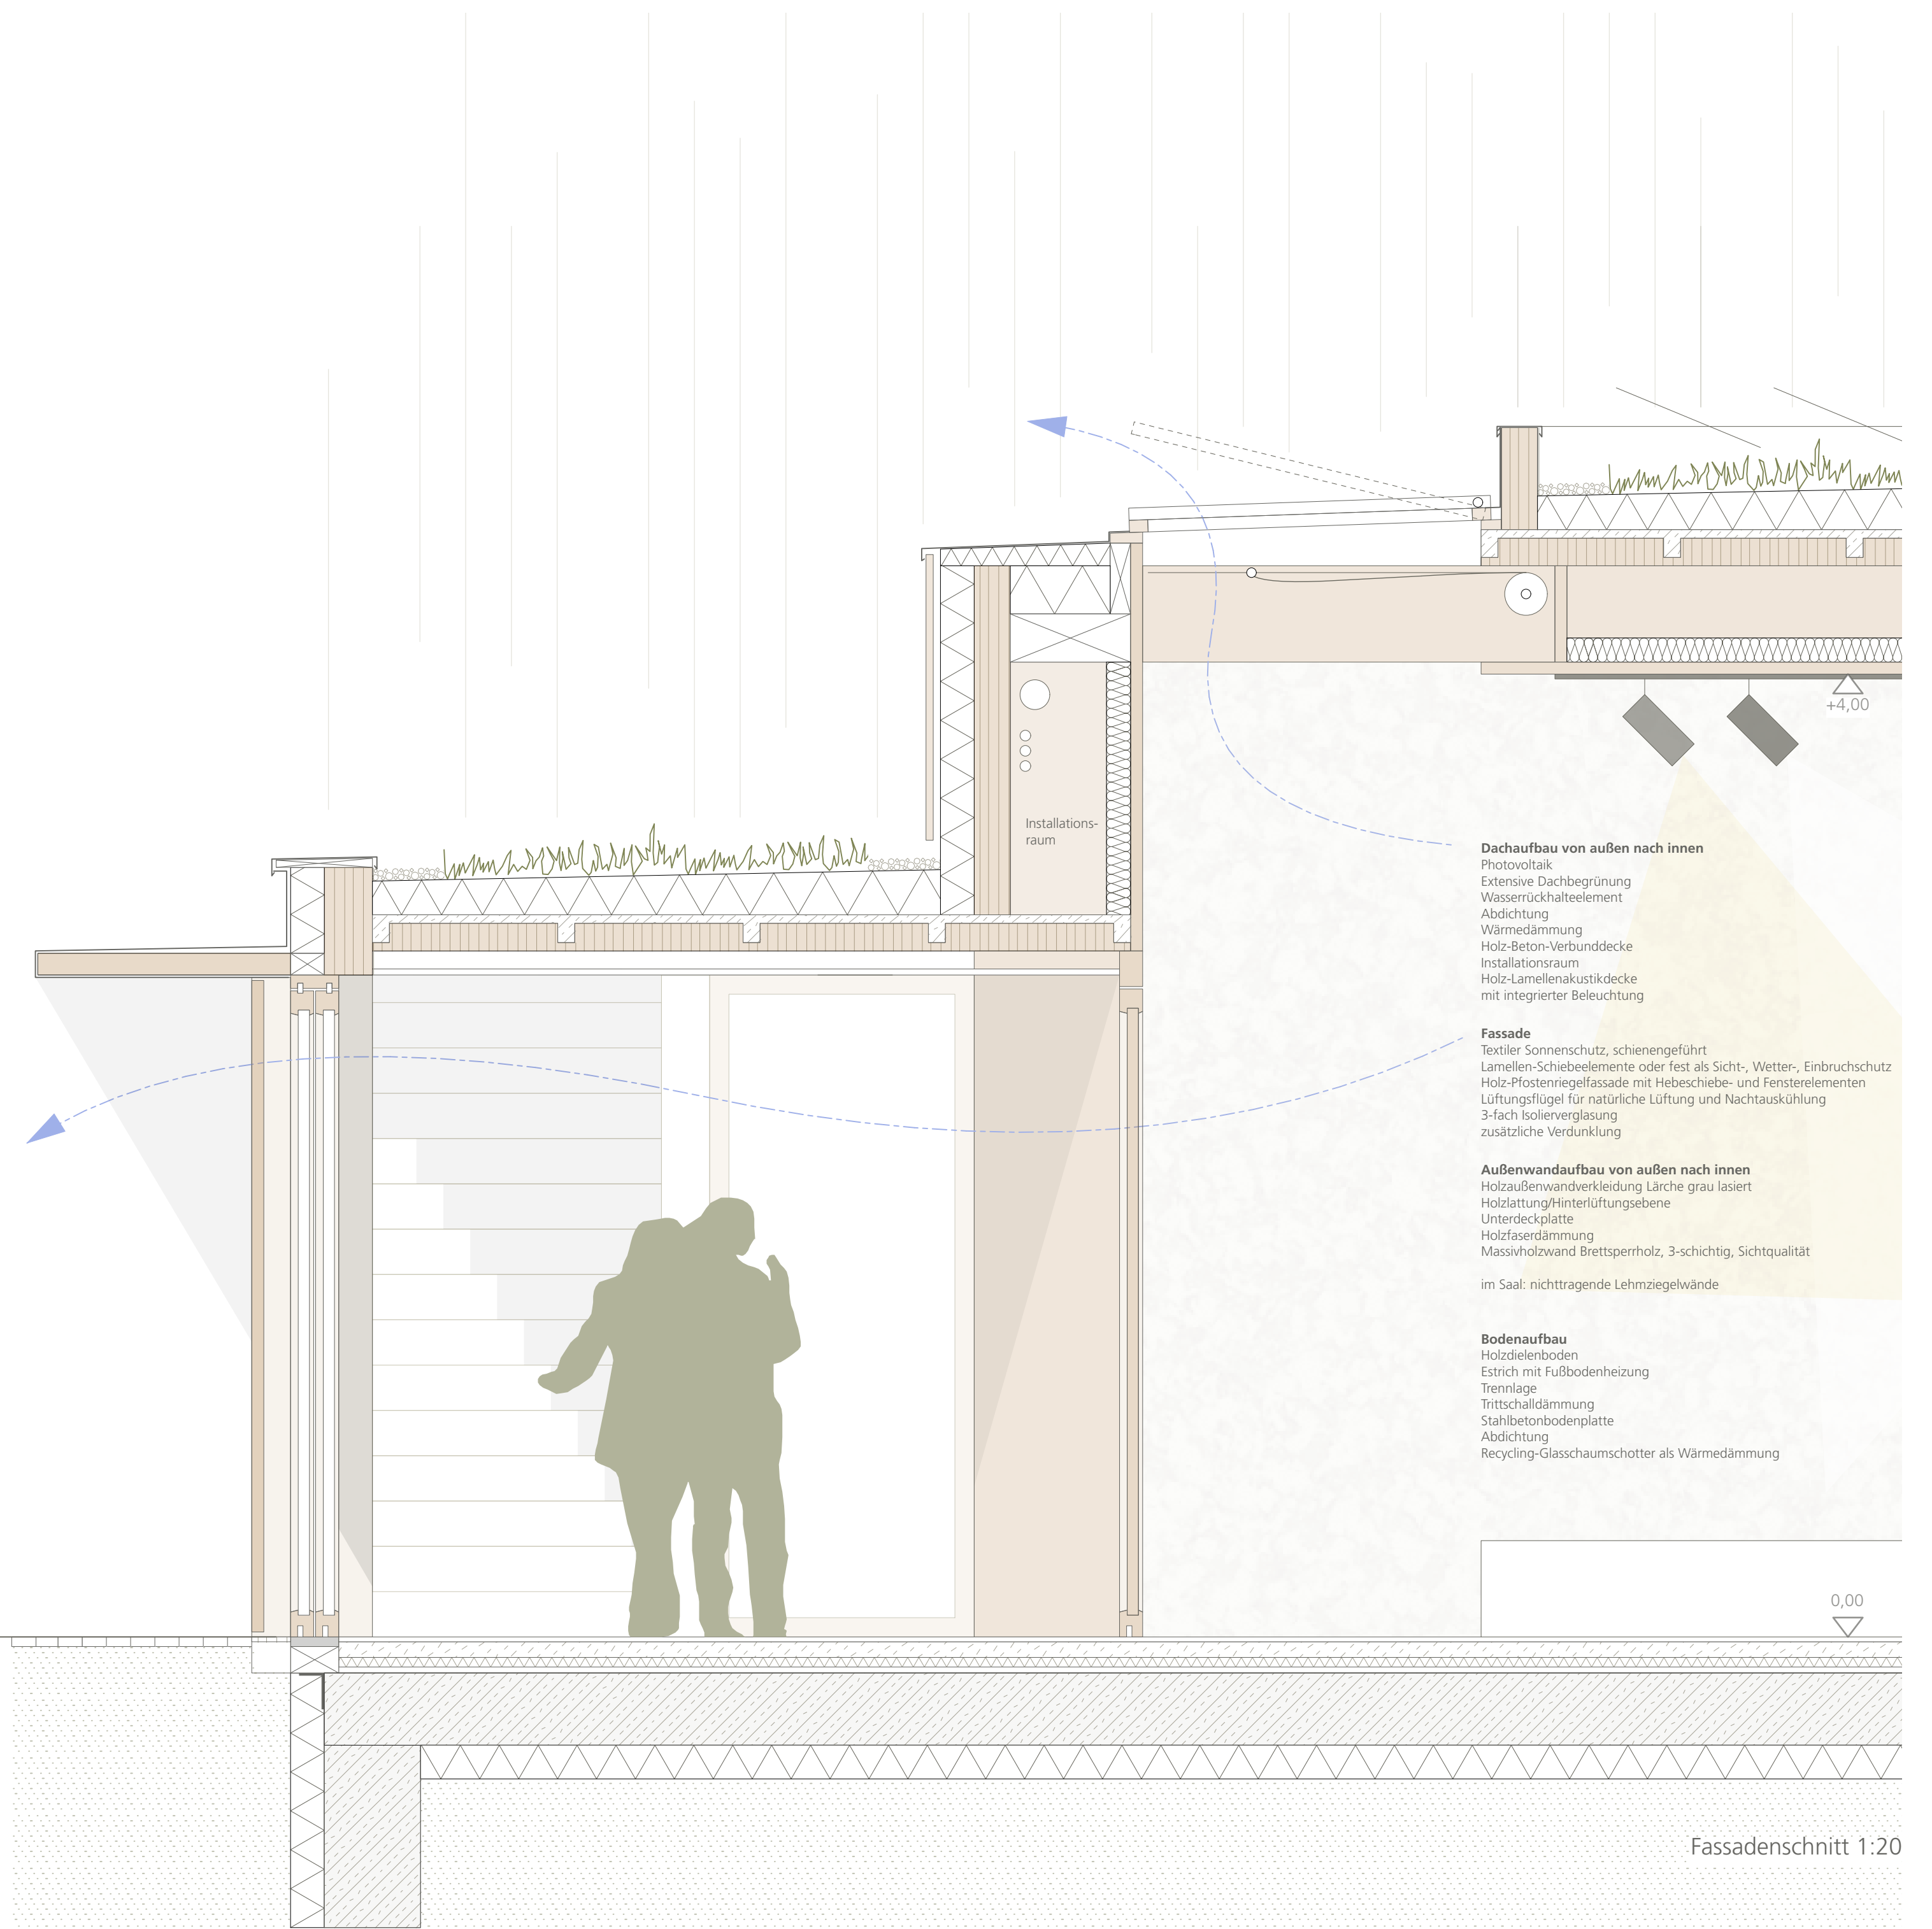 +4,00
Installations-
raum
Dachaufbau von außen nach innen
Photovoltaik
Extensive Dachbegrünung
Wasserrückhalteelement
Abdichtung
Wärmedämmung
Holz-Beton-Verbunddecke
Installationsraum
Holz-Lamellenakustikdecke
mit integrierter Beleuchtung
Fassade
Textiler Sonnenschutz, schienengeführt
Lamellen-Schiebeelemente oder fest als Sicht-, Wetter-, Einbruchschutz
Holz-Pfostenriegelfassade mit Hebeschiebe- und Fensterelementen
Lüftungsflügel für natürliche Lüftung und Nachtauskühlung
3-fach Isolierverglasung
zusätzliche Verdunklung
Außenwandaufbau von außen nach innen
Holzaußenwandverkleidung Lärche grau lasiert
Holzlattung/Hinterlüftungsebene
Unterdeckplatte
Holzfaserdämmung
Massivholzwand Brettsperrholz, 3-schichtig, Sichtqualität
im Saal: nichttragende Lehmziegelwände
Bodenaufbau
Holzdielenboden
Estrich mit Fußbodenheizung
Trennlage
Trittschalldämmung
Stahlbetonbodenplatte
Abdichtung
Recycling-Glasschaumschotter als Wärmedämmung
0,00
Fassadenschnitt 1:20